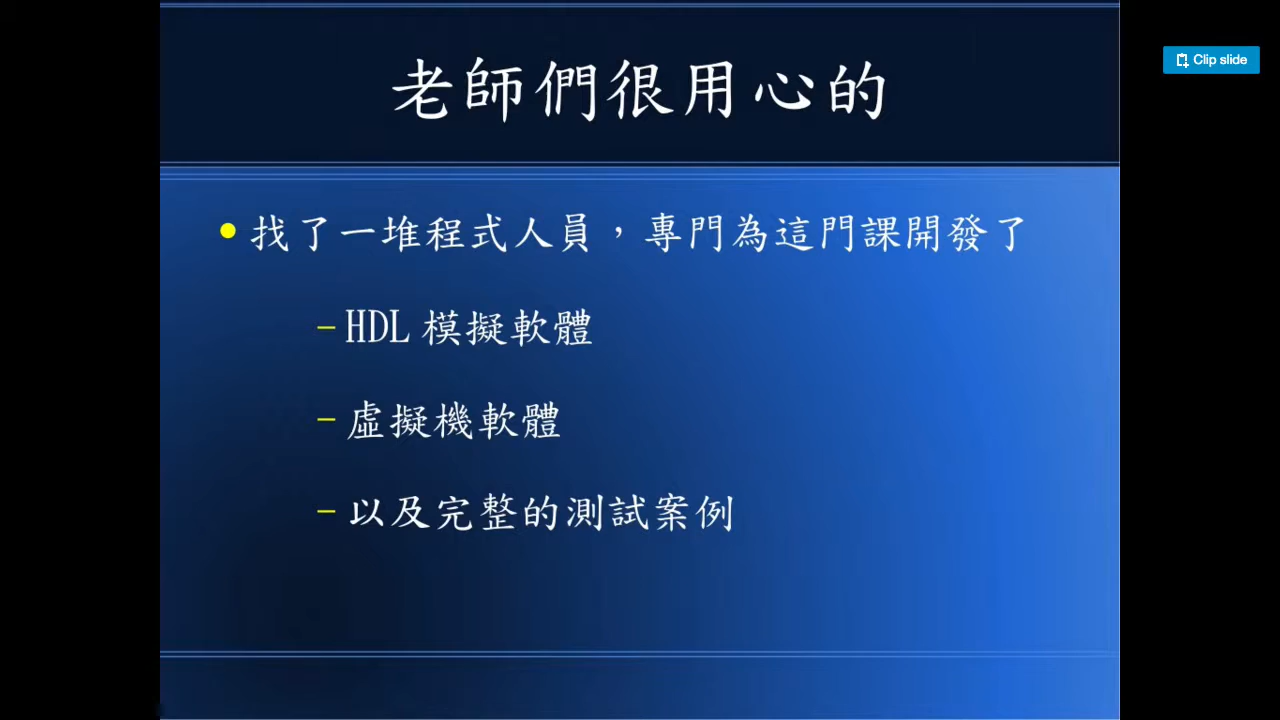 老師們很用心的
Clip slide
• 找了一堆程式人員，專門為這門課開發了
– HDL 模擬軟體
– 虛擬機軟體
– 以及完整的測試案例